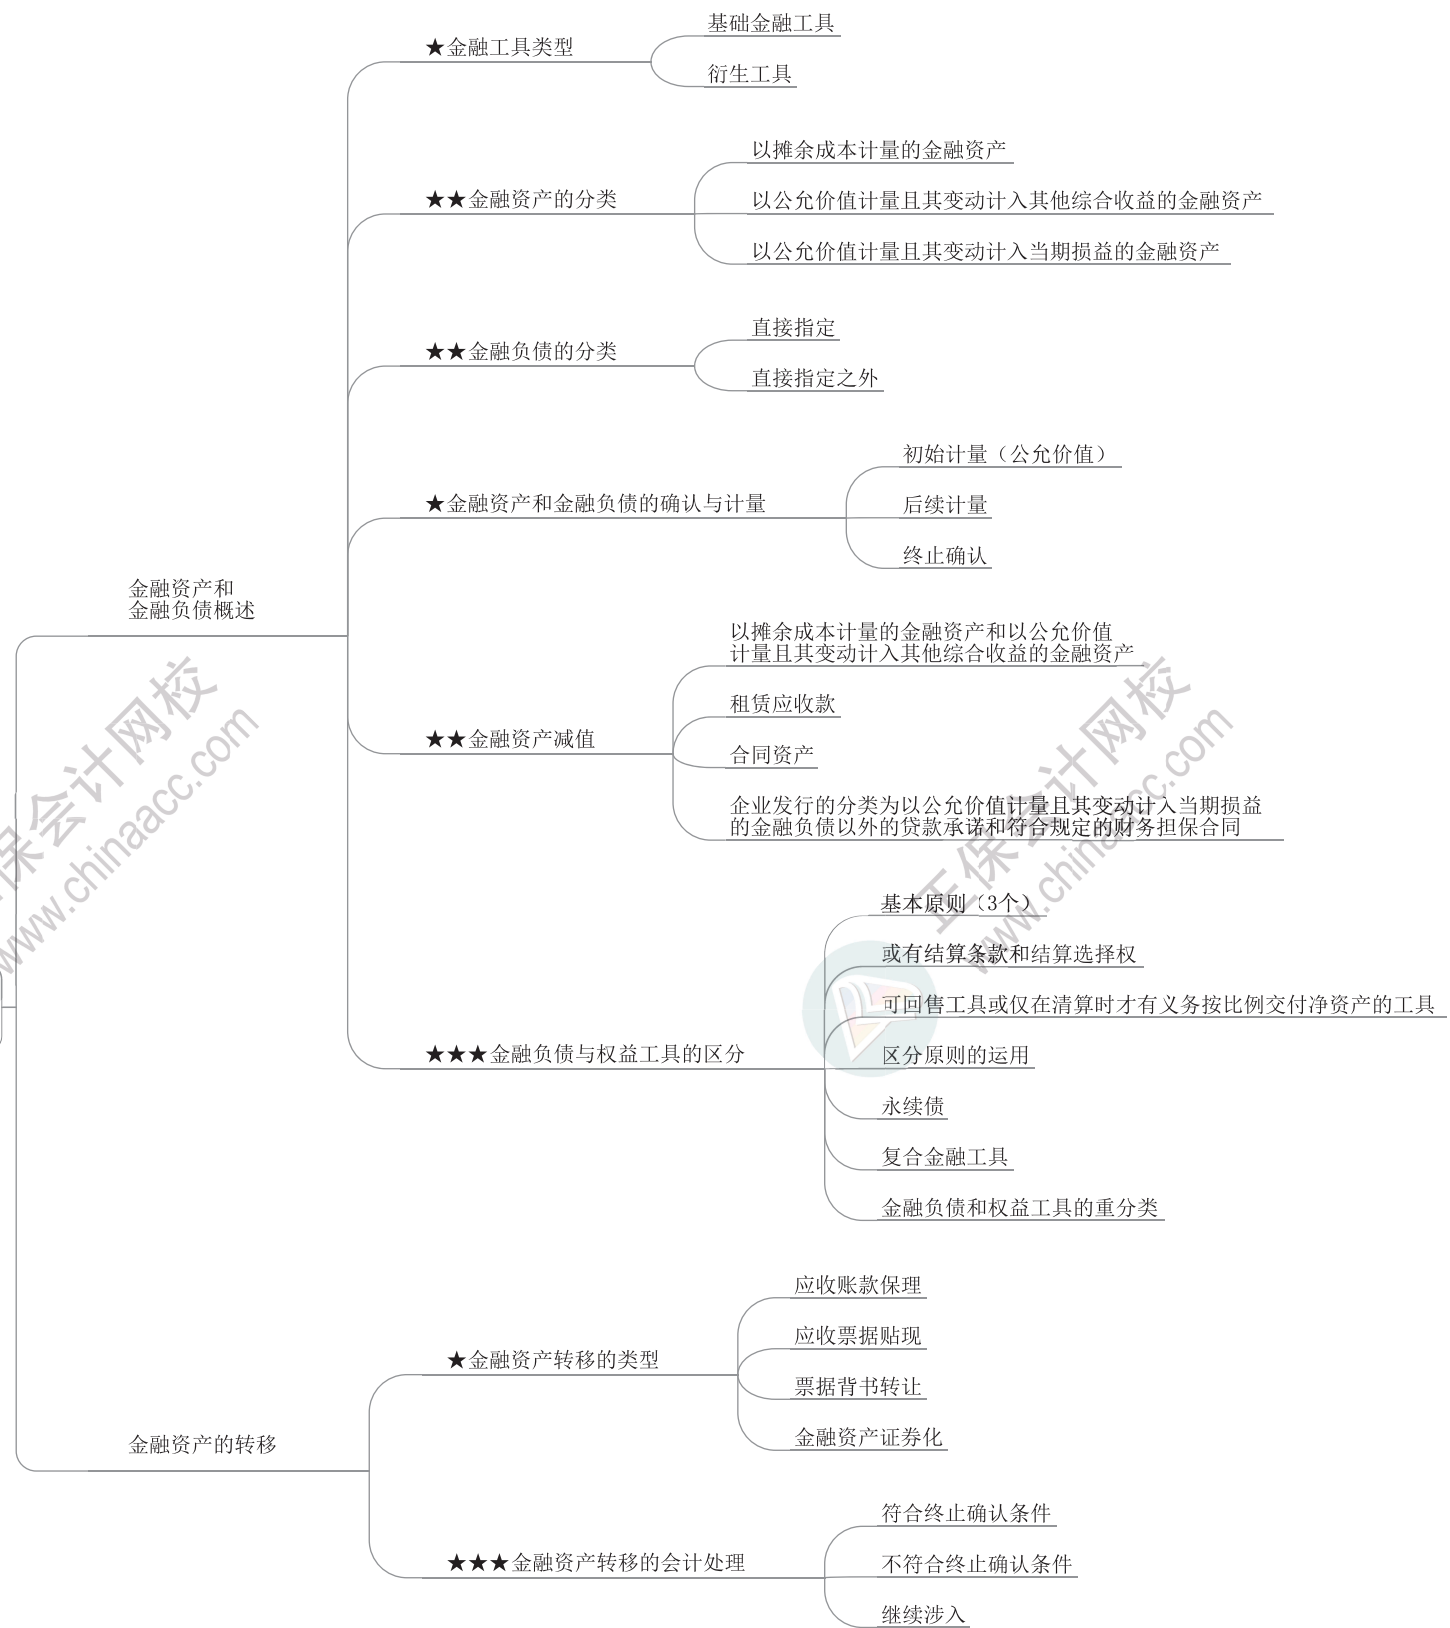 ★金融工具类型
基础金融工具
衍生工具
★★金融资产的分类
以摊余成本计量的金融资产
以公允价值计量且其变动计入其他综合收益的金融资产
以公允价值计量且其变动计入当期损益的金融资产
★★金融负债的分类
直接指定
直接指定之外
★金融资产和金融负债的确认与计量
初始计量（公允价值）
后续计量
终止确认
金融资产和
金融负债概述
★★金融资产减值
以摊余成本计量的金融资产和以公允价值
计量且其变动计入其他综合收益的金融资产
租赁应收款
合同资产
企业发行的分类为以公允价值计量且其变动计入当期损益
的金融负债以外的贷款承诺和符合规定的财务担保合同
★★★金融负债与权益工具的区分
基本原则（3个）
或有结算条款和结算选择权
可回售工具或仅在清算时才有义务按比例交付净资产的工具
区分原则的运用
永续债
复合金融工具
金融负债和权益工具的重分类
金融资产的转移
★金融资产转移的类型
应收账款保理
应收票据贴现
票据背书转让
金融资产证券化
★★★金融资产转移的会计处理
符合终止确认条件
不符合终止确认条件
继续涉入
保会计网校
www.chinaacc.com
正保会计网校
www.chinaacc.com